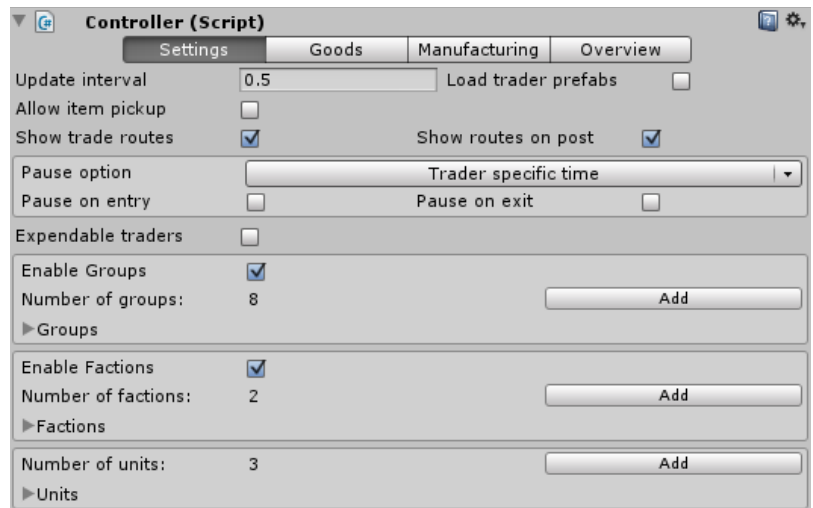 Controller (Script)
Settings Goods Manufacturing Overview
Update interval 0.5 Load trader prefabs
Allow item pickup
Show trade routes Show routes on post
Pause option Trader specific time
Pause on entry Pause on exit
Expendable traders
Enable Groups
Number of groups: 8 Add
Groups
Enable Factions
Number of factions: 2 Add
Factions
Number of units: 3 Add
Units